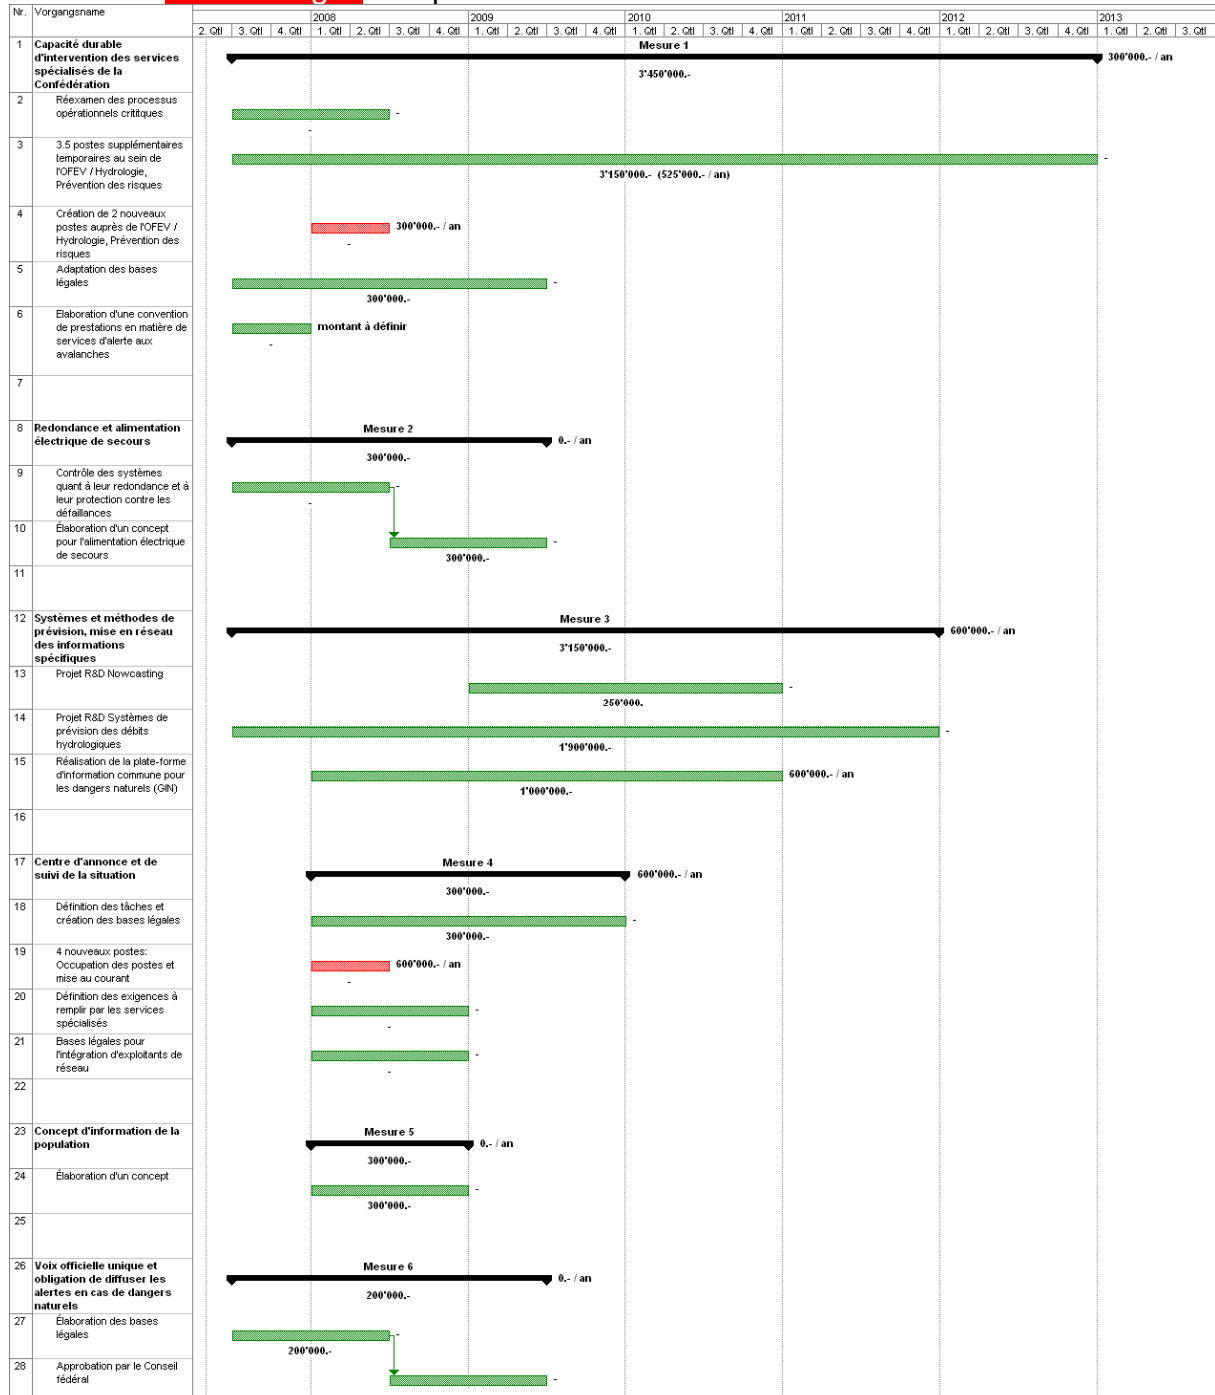 2008 2009 2010 2011 2012 2013
Nr. Vorgangsname 2. Qtl 3. Qtl 4. Qtl 1. Qtl 2. Qtl 3. Qtl 4. Qtl 1. Qtl 2. Qtl 3. Qtl 4. Qtl 1. Qtl 2. Qtl 3. Qtl 4. Qtl 1. Qtl 2. Qtl 3. Qtl 4. Qtl 1. Qtl 2. Qtl 3. Qtl 4. Qtl 1. Qtl 2. Qtl 3. Qtl
1 Capacité durable
d'intervention des services
spécialisés de la
Confédération
Mesure 1
300'000.- / an
3'450'000.-
2 Réexamen des processus
opérationnels crititques
-
-
3 3.5 postes supplémentaires
temporaires au sein de
l'OFEV / Hydrologie,
Prévention des risques
-
3'150'000.- (525'000.- / an)
4 Création de 2 nouveaux
postes auprès de l'OFEV /
Hydrologie, Prévention des
risques
300'000.- / an
-
5 Adaptation des bases
légales
-
300'000.-
6 Elaboration d'une convention
de prestations en matière de
services d'alerte aux
avalanches
montant à définir
-
7
8 Redondance et alimentation
électrique de secours
Mesure 2
0.- / an
300'000.-
9 Contrôle des systèmes
quant à leur redondance et à
leur protection contre les
défaillances
-
-
10 Élaboration d'un concept
pour l'alimentation électrique
de secours
-
300'000.-
11
12 Systèmes et méthodes de
prévision, mise en réseau
des informations
spécifiques
Mesure 3
600'000.- / an
3'150'000.-
13 Projet R&D Nowcasting
-
250'000.
14 Projet R&D Systèmes de
prévision des débits
hydrologiques
-
1'900'000.-
15 Réalisation de la plate-forme
d'information commune pour
les dangers naturels (GIN)
600'000.- / an
1'000'000.-
16
17 Centre d'annonce et de
suivi de la situation
Mesure 4
600'000.- / an
300'000.-
18 Définition des tâches et
création des bases légales
-
300'000.-
19 4 nouveaux postes:
Occupation des postes et
mise au courant
600'000.- / an
-
20 Définition des exigences à
remplir par les services
spécialisés
-
-
21 Bases légales pour
l'intégration d'exploitants de
réseau
-
-
22
23 Concept d'information de la
population
Mesure 5
0.- / an
300'000.-
24 Élaboration d'un concept
-
300'000.-
25
26 Voix officielle unique et
obligation de diffuser les
alertes en cas de dangers
naturels
Mesure 6
0.- / an
200'000.-
27 Élaboration des bases
légales
-
200'000.-
28 Approbation par le Conseil
fédéral
-